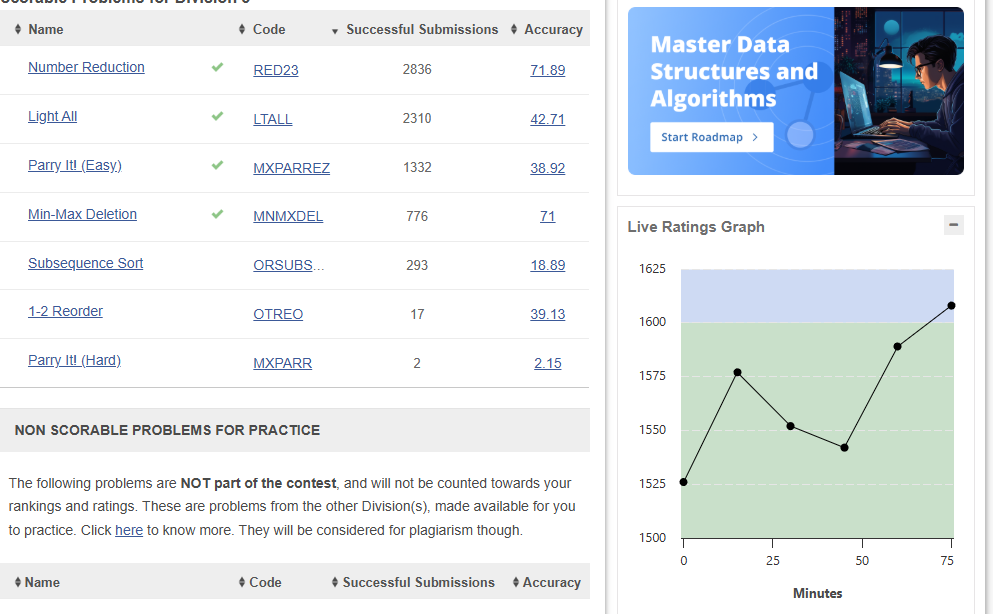 Scorable Problems for Division 3
Name Code Successful Submissions Accuracy
Number Reduction RED23 2836 71.89
Light All LTALL 2310 42.71
Parry It! (Easy) MXPARREZ 1332 38.92
Min-Max Deletion MNMXDEL 776 71
Subsequence Sort ORSUBS... 293 18.89
1-2 Reorder OTREO 17 39.13
Parry It! (Hard) MXPARR 2 2.15
NON SCORABLE PROBLEMS FOR PRACTICE
The following problems are NOT part of the contest, and will not be counted towards your
rankings and ratings. These are problems from the other Division(s), made available for you
to practice. Click here to know more. They will be considered for plagiarism though.
Name Code Successful Submissions Accuracy
Master Data
Structures and
Algorithms
Start Roadmap >
Live Ratings Graph
1625
1600
1575
1550
1525
1500
0 25 50 75
Minutes